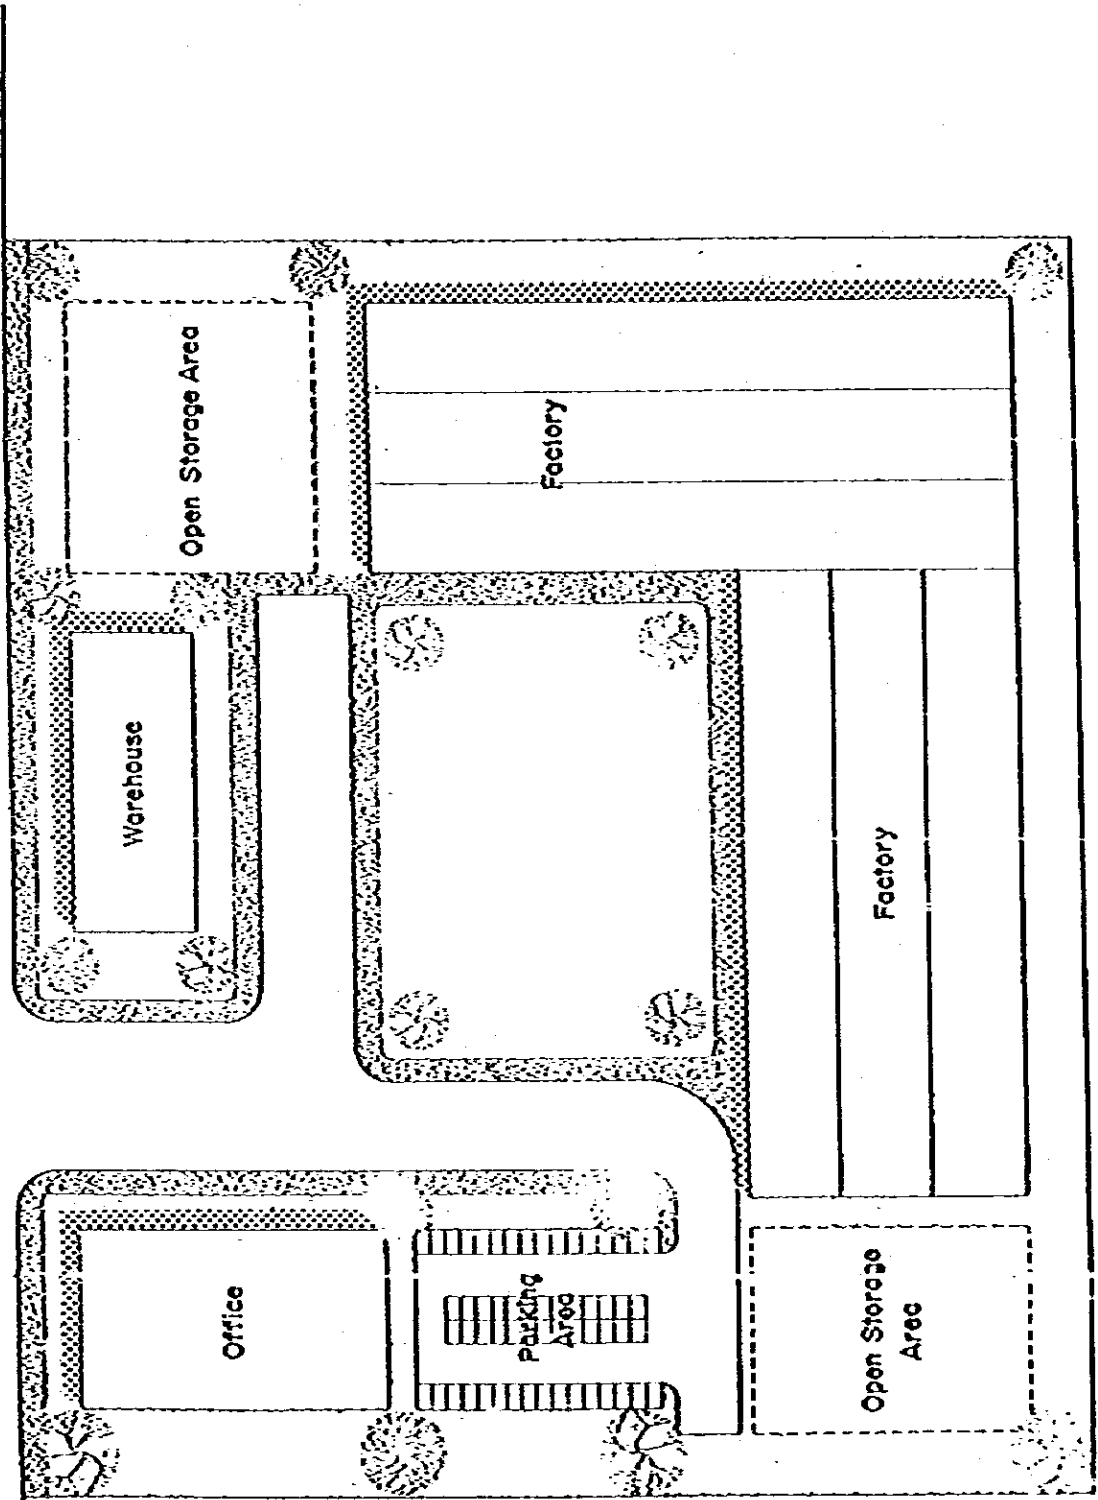 Open Storage Area
Factory
Warehouse
Factory
Office
Parking
Area
Open Storage
Area